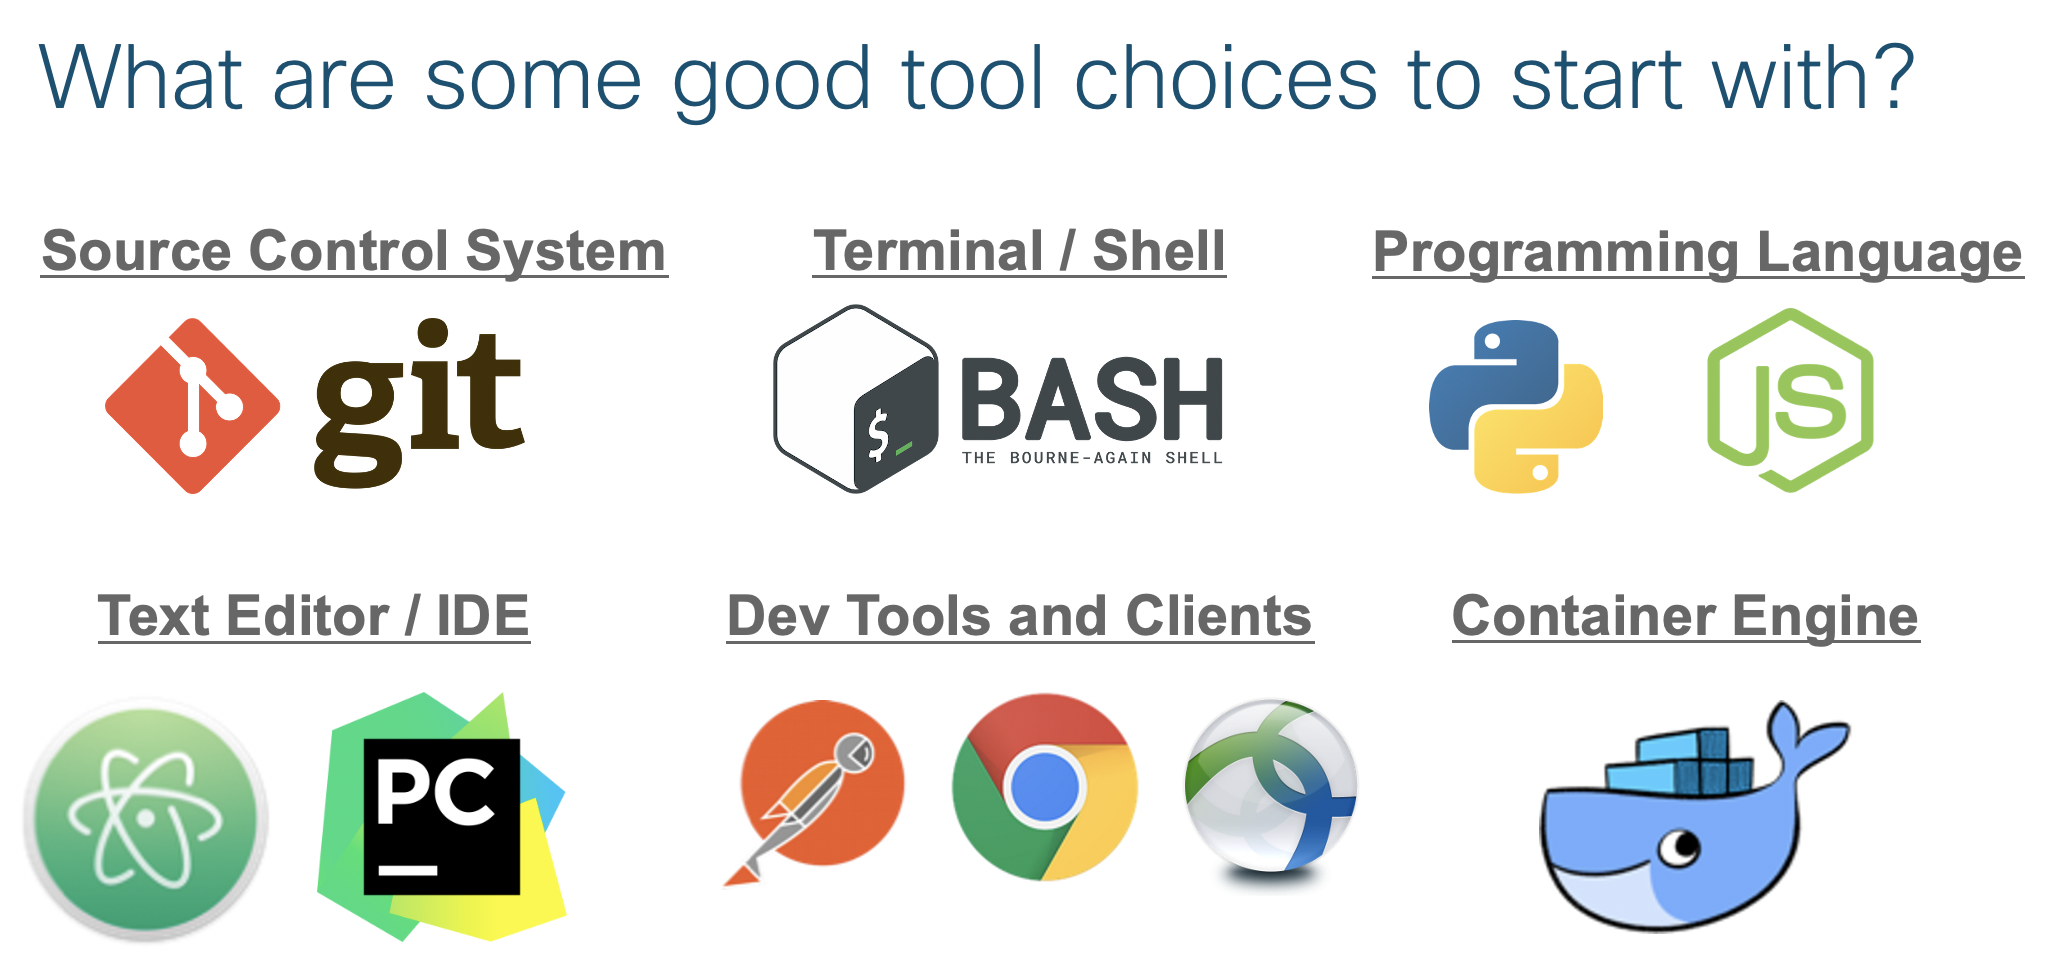 What are some good tool choices to start with?
Source Control System
Terminal / Shell
Programming Language
git
$_
BASH
THE BOURNE-AGAIN SHELL
JS
Text Editor / IDE
Dev Tools and Clients
Container Engine
PC